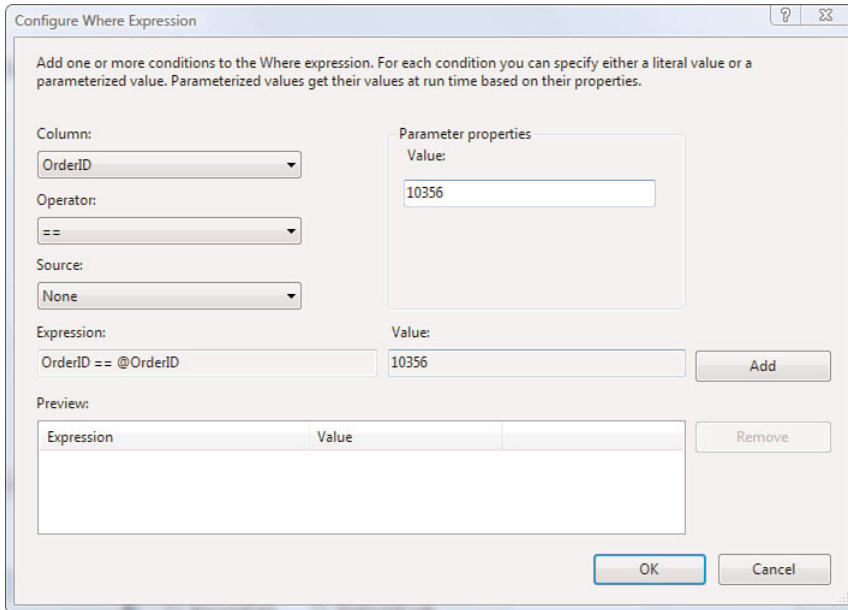 Configure Where Expression
Add one or more conditions to the Where expression. For each condition you can specify either a literal value or a
parameterized value. Parameterized values get their values at run time based on their properties.
Column:
OrderID
Operator:
==
Source:
None
Parameter properties
Value:
10356
Expression:
OrderID == @OrderID
Value:
10356
Add
Preview:
Expression Value
Remove
OK Cancel